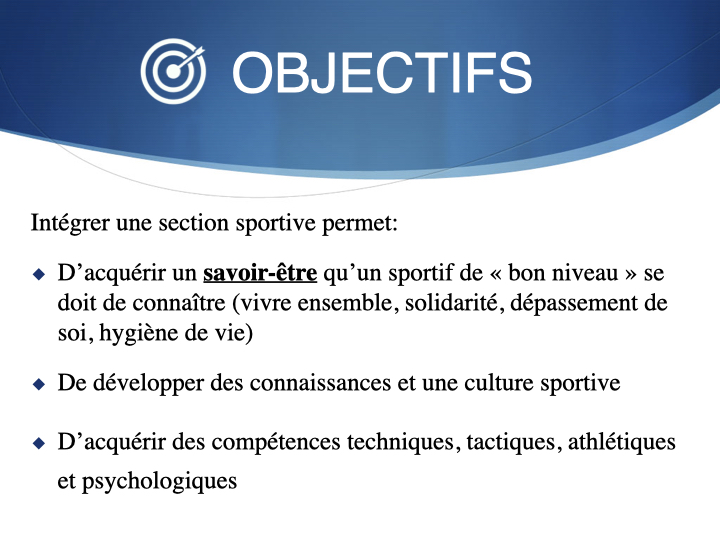 OBJECTIFS
Intégrer une section sportive permet:
D’acquérir un savoir-être qu’un sportif de « bon niveau » se
doit de connaître (vivre ensemble, solidarité, dépassement de
soi, hygiène de vie)
De développer des connaissances et une culture sportive
D’acquérir des compétences techniques, tactiques, athlétiques
et psychologiques